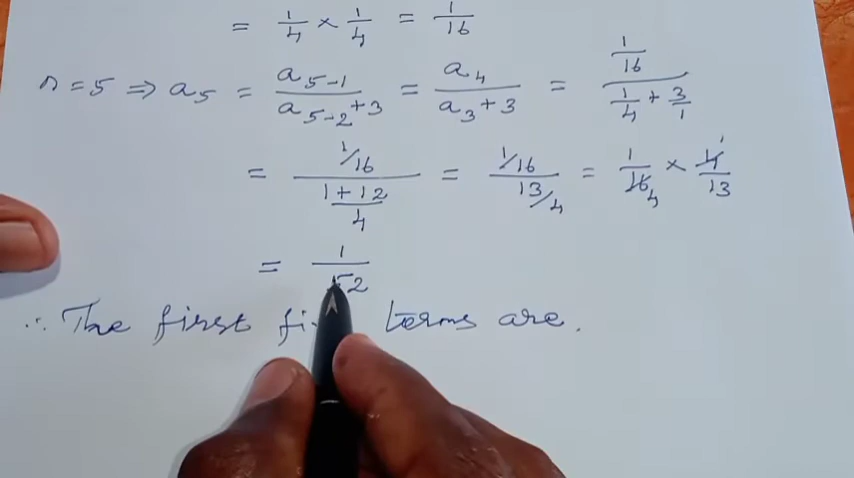 = 1/4 × 1/4 = 1/16
n=5 ⇒ a₅ = a₅₋₁/(a₅₋₂+3) = a₄/(a₃+3) = (1/16)/(1/4 + 3/1)
= (1/16)/((1+12)/4) = (1/16)/(13/4) = 1/16 4 × 4 1/13
= 1/52
∴ The first terms are.